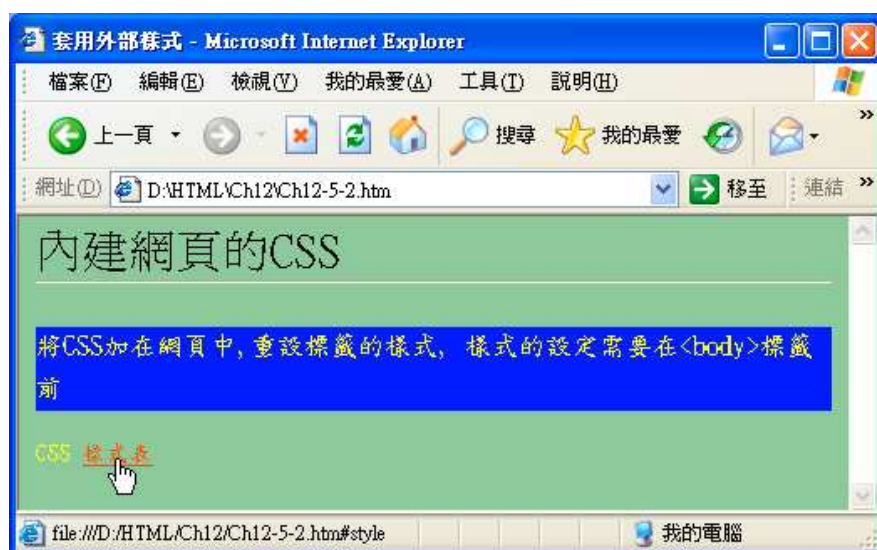 套用外部樣式 - Microsoft Internet Explorer
檔案(F) 編輯(E) 檢視(V) 我的最愛(A) 工具(T) 說明(H)
上一頁 搜尋 我的最愛 »
網址(D) D:\HTML\Ch12\Ch12-5-2.htm 移至 連結 »
內建網頁的CSS
將CSS加在網頁中,重設標籤的樣式, 樣式的設定需要在<body>標籤
前
CSS 樣式表
file:///D:/HTML/Ch12/Ch12-5-2.htm#style 我的電腦